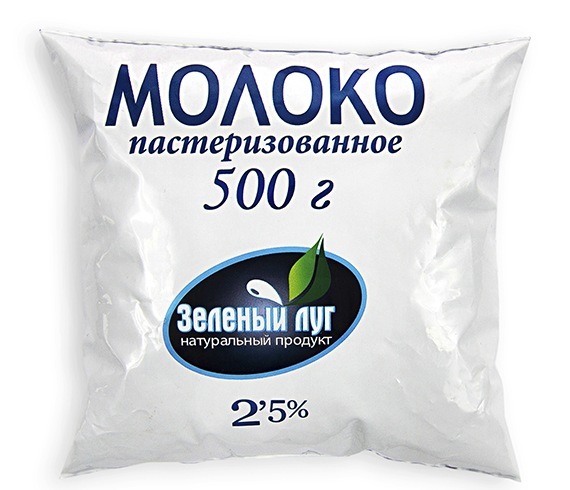 МОЛОКО
пастеризованное
500 г
Зеленый луг
натуральный продукт
2'5%